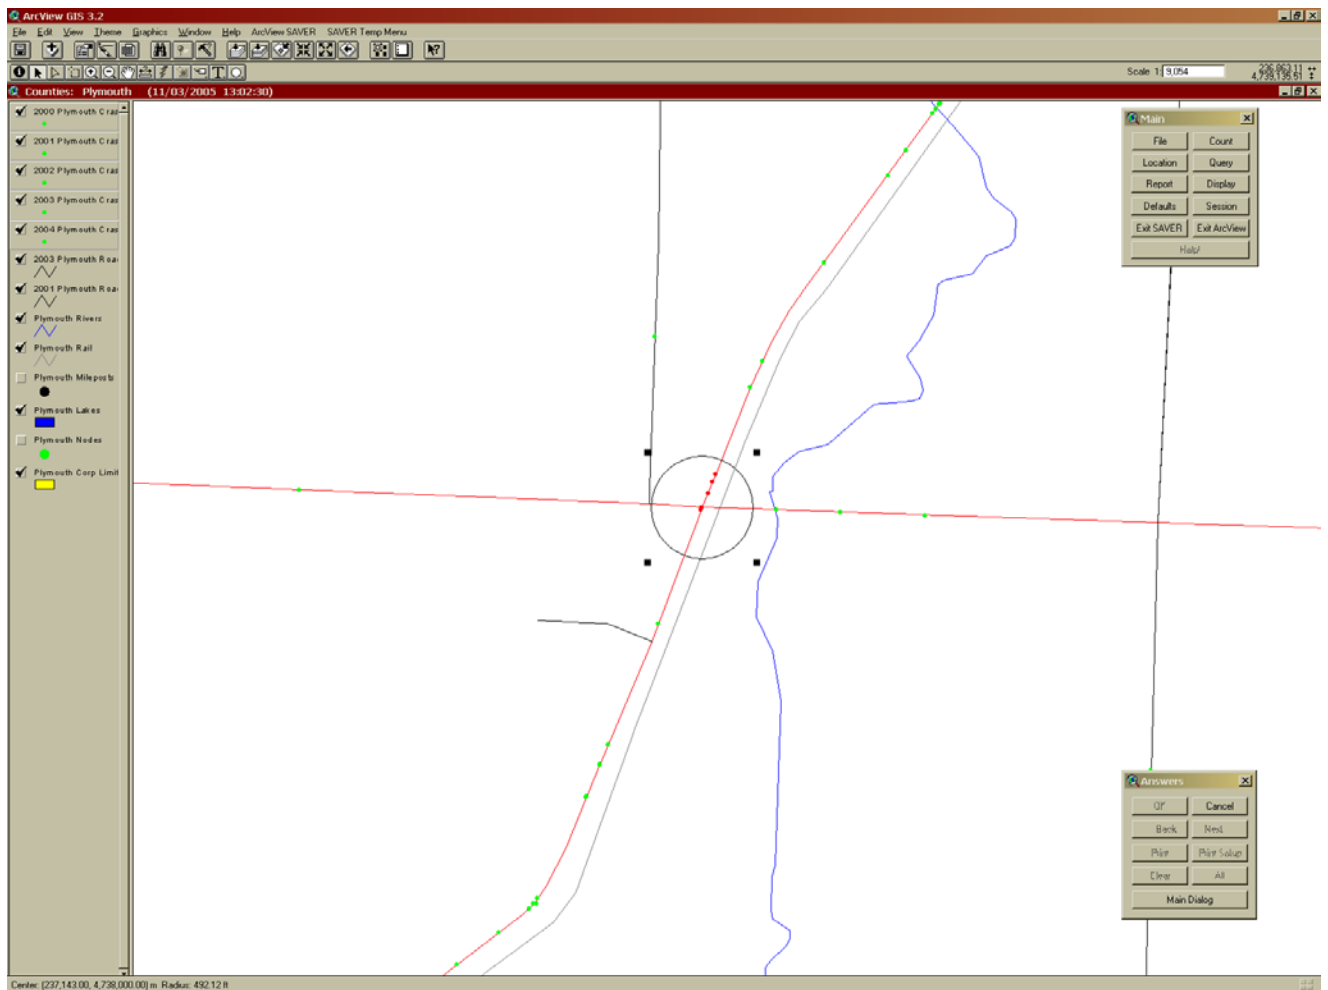 ArcView GIS 3.2
File Edit View Theme Graphics Window Help ArcView SAVER SAVER Temp Menu
Scale 1: 9,054
4,739,135.51
Counties: Plymouth (11/03/2005 13:02:30)
2000 Plymouth Cras
2001 Plymouth Cras
2002 Plymouth Cras
2003 Plymouth Cras
2004 Plymouth Cras
2003 Plymouth Roa
2001 Plymouth Roa
Plymouth Rivers
Plymouth Rail
Plymouth Mileposts
Plymouth Lakes
Plymouth Nodes
Plymouth Corp Limit
Main
File Count
Location Query
Report Display
Defaults Session
Exit SAVER Exit ArcView
Help!
Answers
Cancel
Back Next
Print Print Setup
Clear All
Main Dialog
Center: (237,143.00, 4,738,000.00) m Radius: 492.12 ft